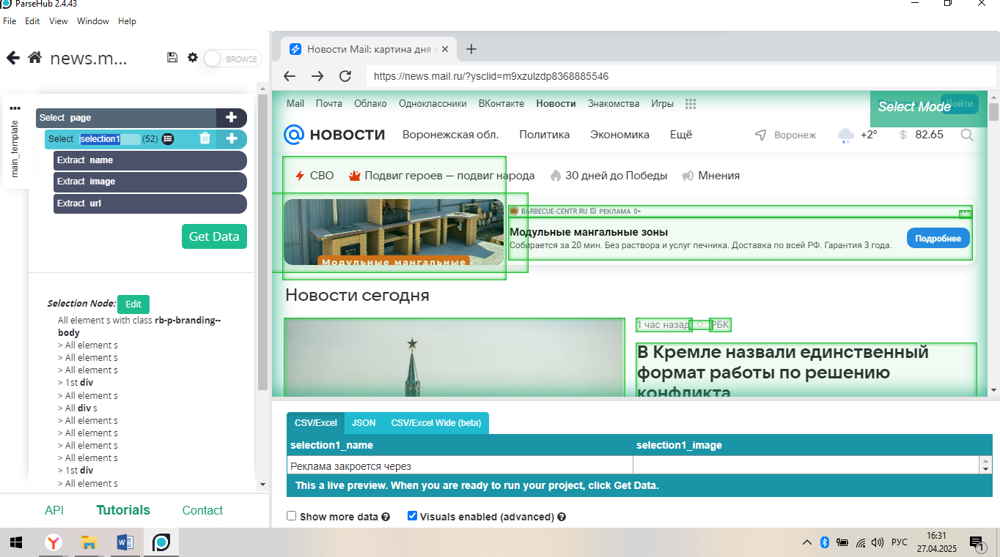 ParseHub 2.4.43
File Edit View Window Help
news.m...
BROWSE
main_template
Select page
Select selection1 (52)
Extract name
Extract image
Extract url
Get Data
Selection Node: Edit
All element s with class rb-p-branding--
body
> All element s
> All element s
> All element s
> 1st div
> All element s
> All div s
> All element s
> All element s
> All element s
> All element s
> 1st div
> All element s
API Tutorials Contact
Новости Mail: картина дня в
https://news.mail.ru/?ysclid=m9xzulzdp8368885546
Mail Почта Облако Одноклассники ВКонтакте Новости Знакомства Игры
Select Mode
Войти
НОВОСТИ Воронежская обл. Политика Экономика Ещё Воронеж +2° $ 82.65
СВО Подвиг героев — подвиг народа 30 дней до Победы Мнения
Модульные мангальные
BARBECUE-CENTR.RU РЕКЛАМА 0+
Модульные мангальные зоны
Собирается за 20 мин. Без раствора и услуг печника. Доставка по всей РФ. Гарантия 3 года.
Подробнее
Новости сегодня
1 час назад РБК
В Кремле назвали единственный
формат работы по решению
конфликта
CSV/Excel JSON CSV/Excel Wide (beta)
selection1_name selection1_image
Реклама закроется через
This a live preview. When you are ready to run your project, click Get Data.
Show more data Visuals enabled (advanced)
РУС
16:31
27.04.2025
1